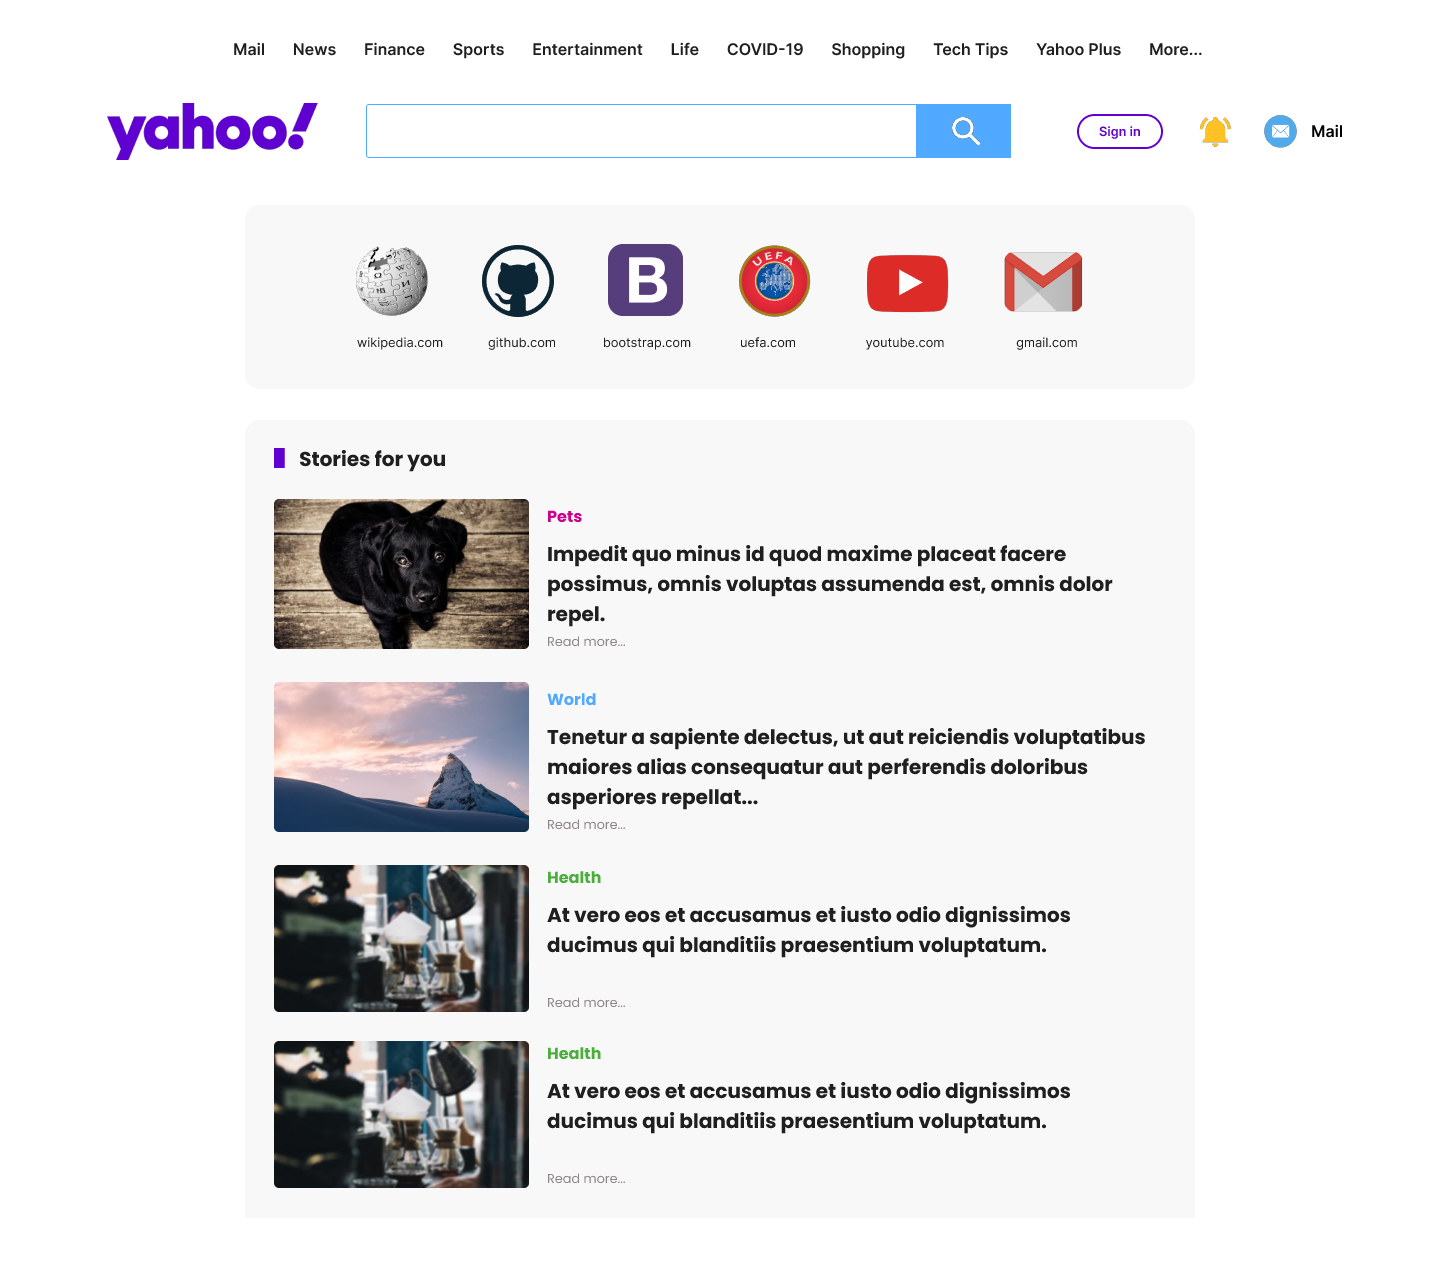 Mail News Finance Sports Entertainment Life COVID-19 Shopping Tech Tips Yahoo Plus More...
yahoo!
Sign in
Mail
UEFA
B
wikipedia.com github.com bootstrap.com uefa.com youtube.com gmail.com
Stories for you
Pets
Impedit quo minus id quod maxime placeat facere
possimus, omnis voluptas assumenda est, omnis dolor
repel.
Read more...
World
Tenetur a sapiente delectus, ut aut reiciendis voluptatibus
maiores alias consequatur aut perferendis doloribus
asperiores repellat...
Read more...
Health
At vero eos et accusamus et iusto odio dignissimos
ducimus qui blanditiis praesentium voluptatum.
Read more...
Health
At vero eos et accusamus et iusto odio dignissimos
ducimus qui blanditiis praesentium voluptatum.
Read more...